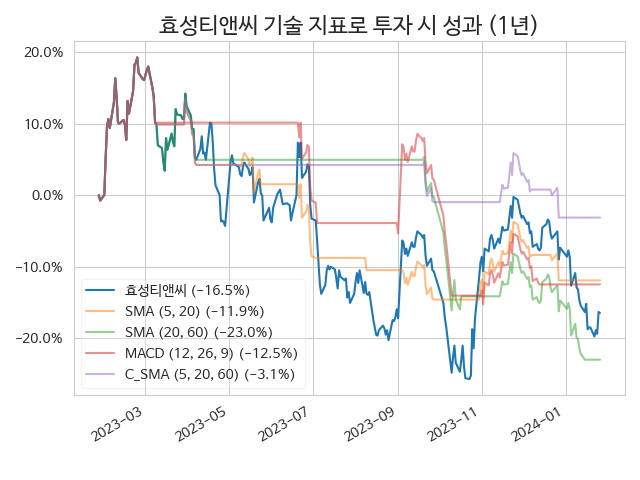 효성티앤씨 기술 지표로 투자 시 성과 (1년)
20.0%
10.0%
0.0%
−10.0%
−20.0%
효성티앤씨 (−16.5%)
SMA (5, 20) (−11.9%)
SMA (20, 60) (−23.0%)
MACD (12, 26, 9) (−12.5%)
C_SMA (5, 20, 60) (−3.1%)
2023−03
2023−05
2023−07
2023−09
2023−11
2024−01